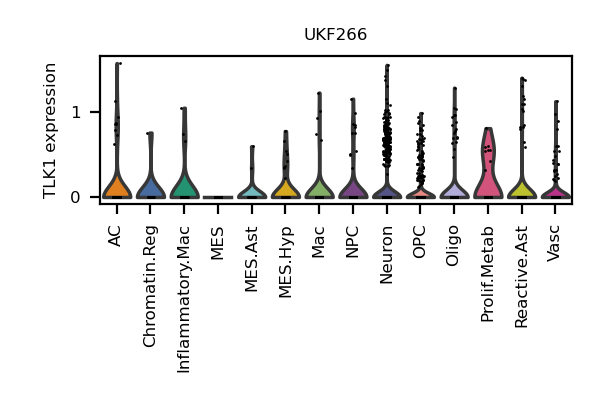 UKF266
TLK1 expression
1
0
AC
Chromatin.Reg
Inflammatory.Mac
MES
MES.Ast
MES.Hyp
Mac
NPC
Neuron
OPC
Oligo
Prolif.Metab
Reactive.Ast
Vasc